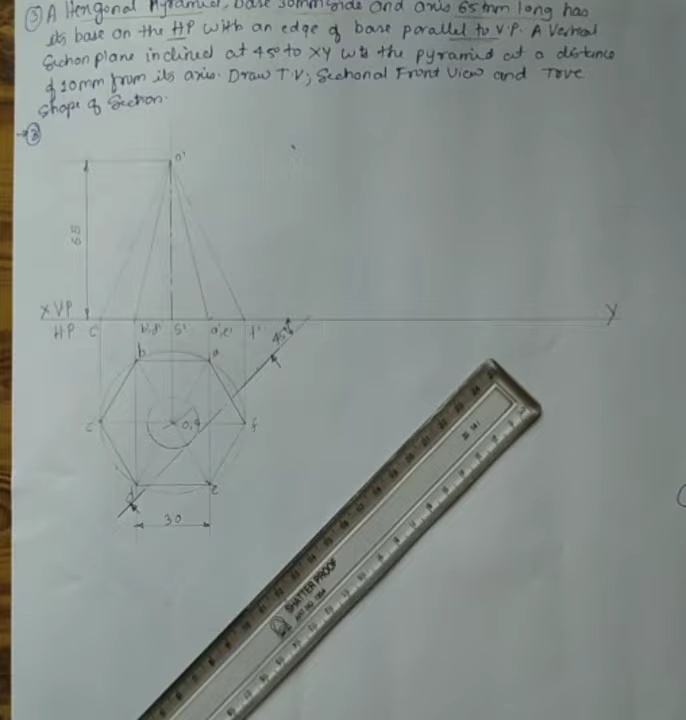 ③ A Hexagonal Pyramid, base 30mm side and axis 65 mm long has
its base on the HP with an edge of base parallel to V.P. A Vertical
Section plane inclined at 45° to XY cuts the pyramid at a distance
of 10mm from its axis. Draw T.V, Sectional Front View and True
Shape of Section.
→③
o'
65
X VP
HP
c'
b',d'
S'
a',e'
f'
Y
45°
b
a
c
o,s
f
d
e
30
SHATTER PROOF